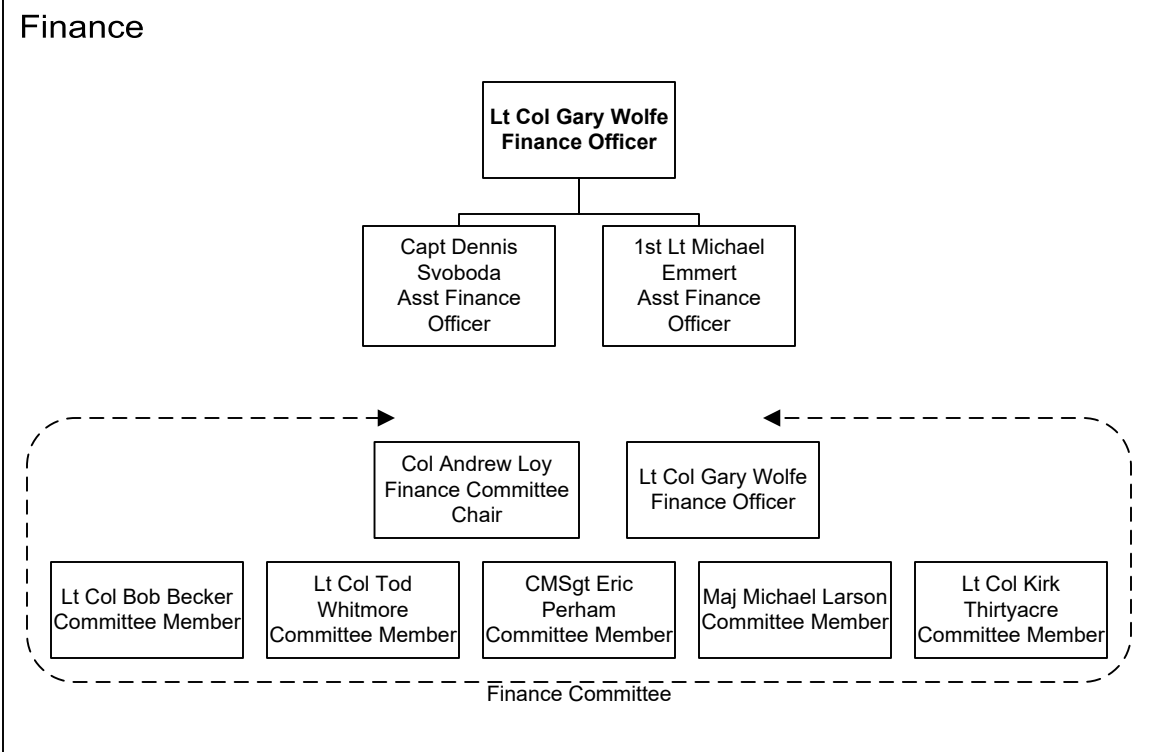 Finance
Lt Col Gary Wolfe
Finance Officer
Capt Dennis
Svoboda
Asst Finance
Officer
1st Lt Michael
Emmert
Asst Finance
Officer
Col Andrew Loy
Finance Committee
Chair
Lt Col Gary Wolfe
Finance Officer
Lt Col Bob Becker
Committee Member
Lt Col Tod
Whitmore
Committee Member
CMSgt Eric
Perham
Committee Member
Maj Michael Larson
Committee Member
Lt Col Kirk
Thirtyacre
Committee Member
Finance Committee